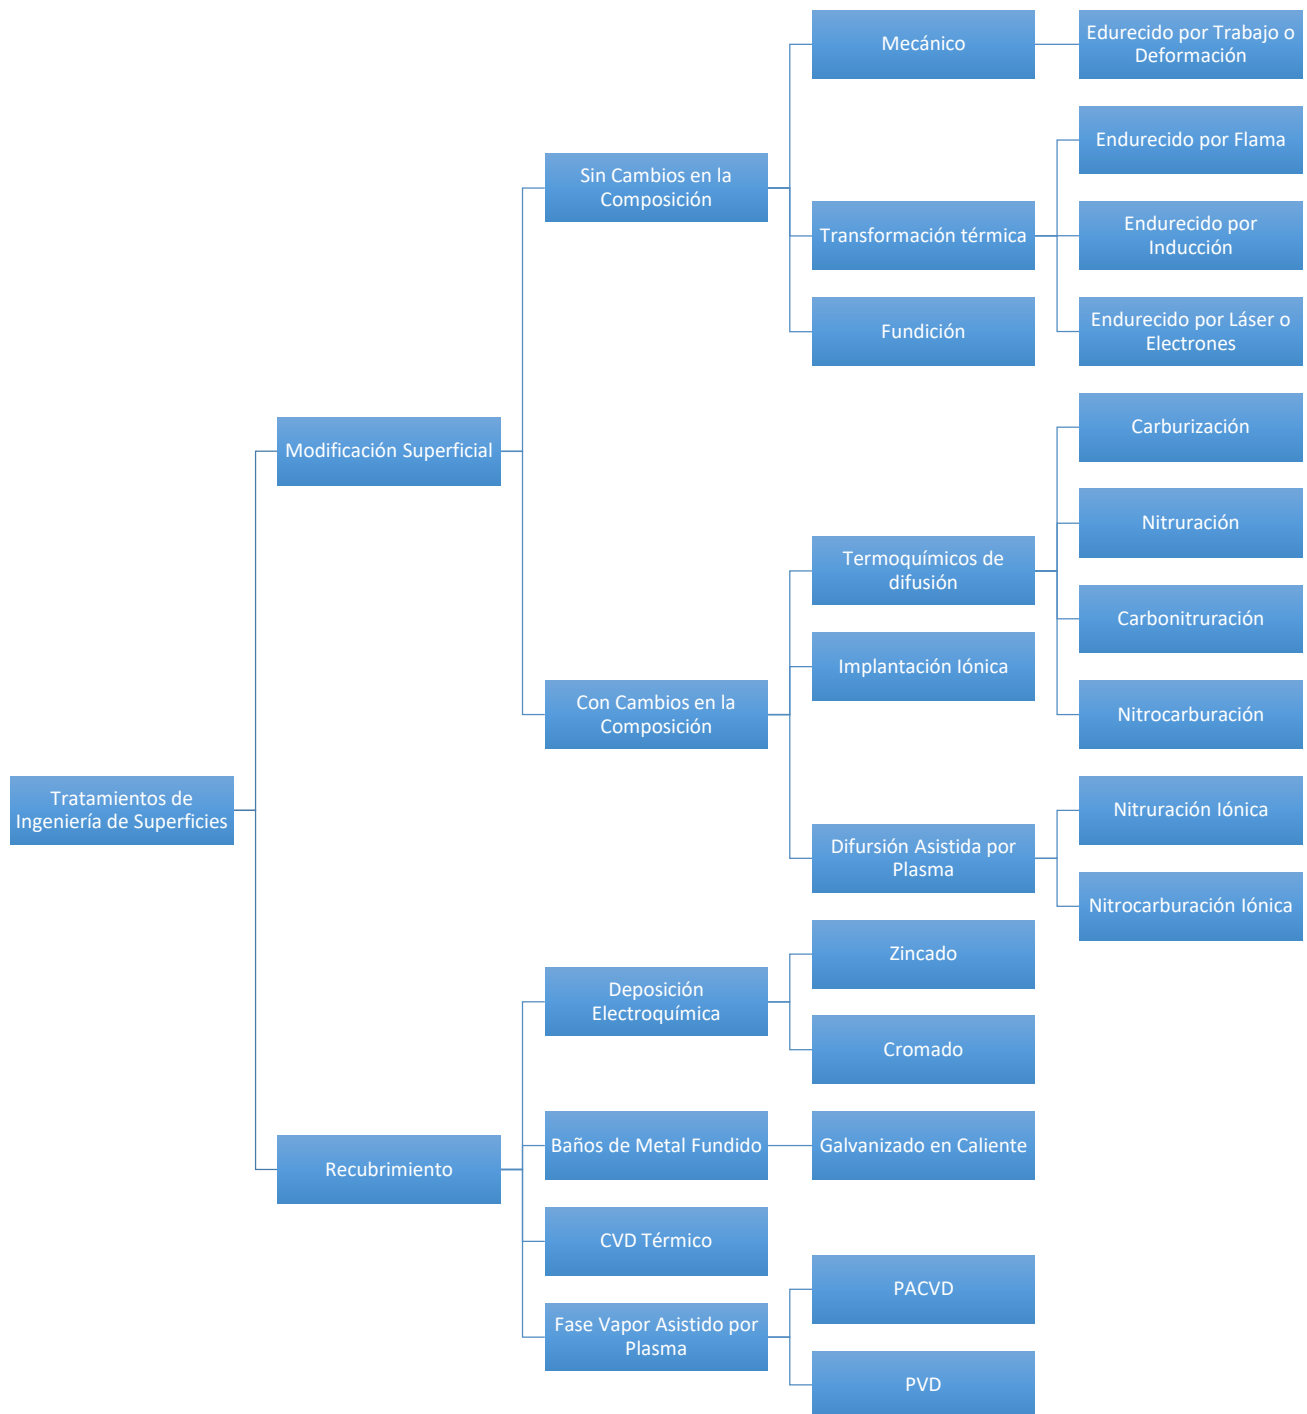 Tratamientos de
Ingeniería de Superficies
Modificación Superficial
Sin Cambios en la
Composición
Mecánico
Edurecido por Trabajo o
Deformación
Transformación térmica
Endurecido por Flama
Endurecido por
Inducción
Endurecido por Láser o
Electrones
Fundición
Con Cambios en la
Composición
Termoquímicos de
difusión
Carburización
Nitruración
Carbonitruración
Nitrocarburación
Implantación Iónica
Difursión Asistida por
Plasma
Nitruración Iónica
Nitrocarburación Iónica
Recubrimiento
Deposición
Electroquímica
Zincado
Cromado
Baños de Metal Fundido
Galvanizado en Caliente
CVD Térmico
Fase Vapor Asistido por
Plasma
PACVD
PVD